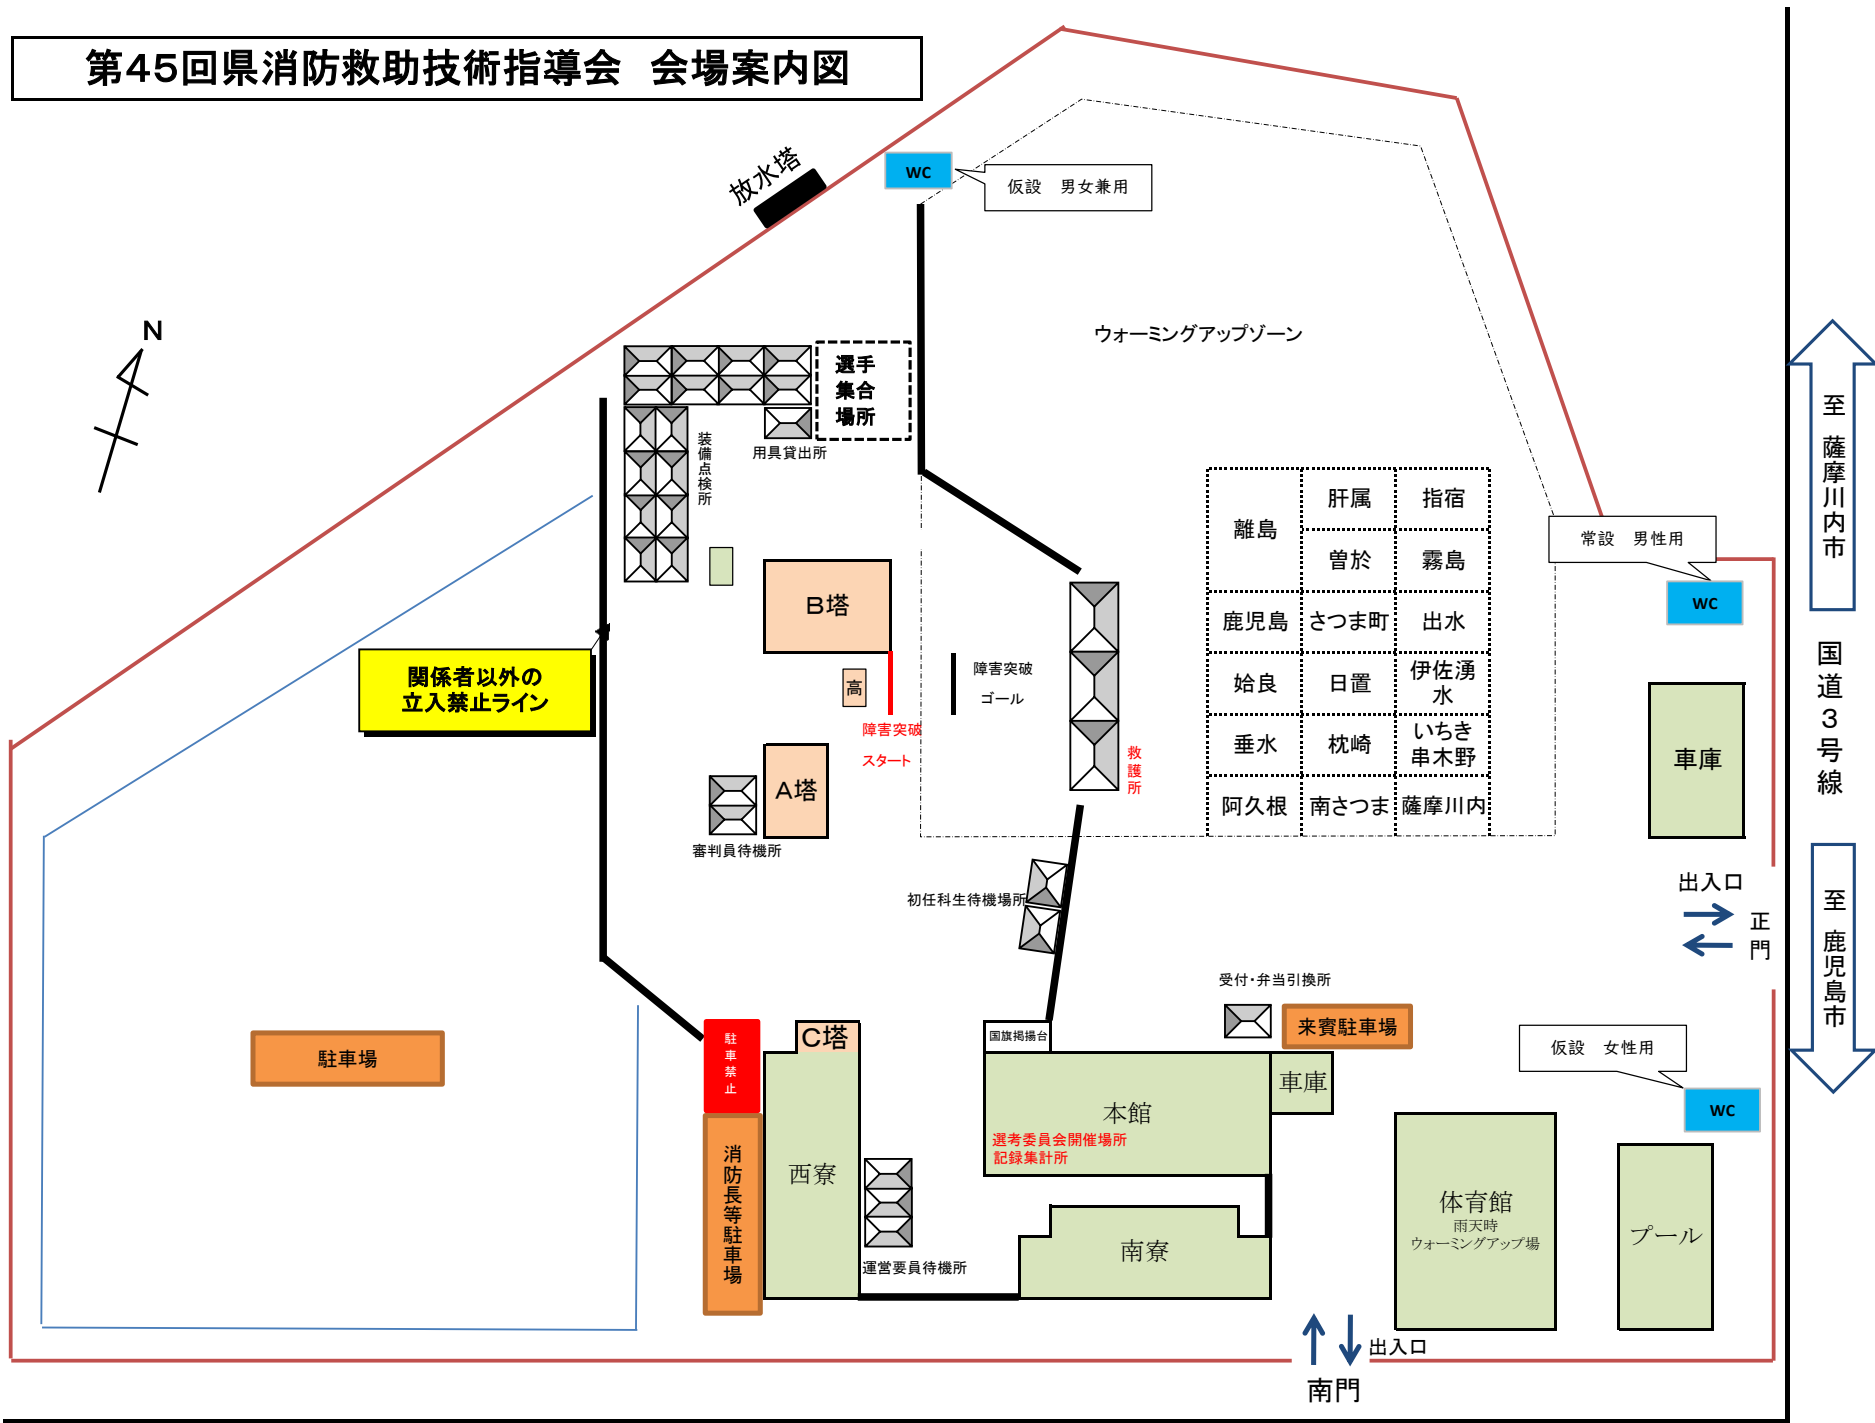 第45回県消防救助技術指導会　会場案内図
放水塔
WC
仮設　男女兼用
N
ウォーミングアップゾーン
選手
集合
場所
装備点検所
用具貸出所
離島
肝属
指宿
曽於
霧島
鹿児島
さつま町
出水
姶良
日置
伊佐湧
水
垂水
枕崎
いちき
串木野
阿久根
南さつま
薩摩川内
常設　男性用
WC
至 薩摩川内市
国道3号線
至 鹿児島市
B塔
関係者以外の
立入禁止ライン
高
障害突破
ゴール
障害突破
スタート
救護所
車庫
A塔
審判員待機所
初任科生待機場所
出入口
正門
受付・弁当引換所
来賓駐車場
国旗掲揚台
仮設　女性用
WC
駐車場
駐車禁止
C塔
車庫
本館
選考委員会開催場所
記録集計所
消防長等駐車場
西寮
運営要員待機所
南寮
体育館
雨天時
ウォーミングアップ場
プール
出入口
南門